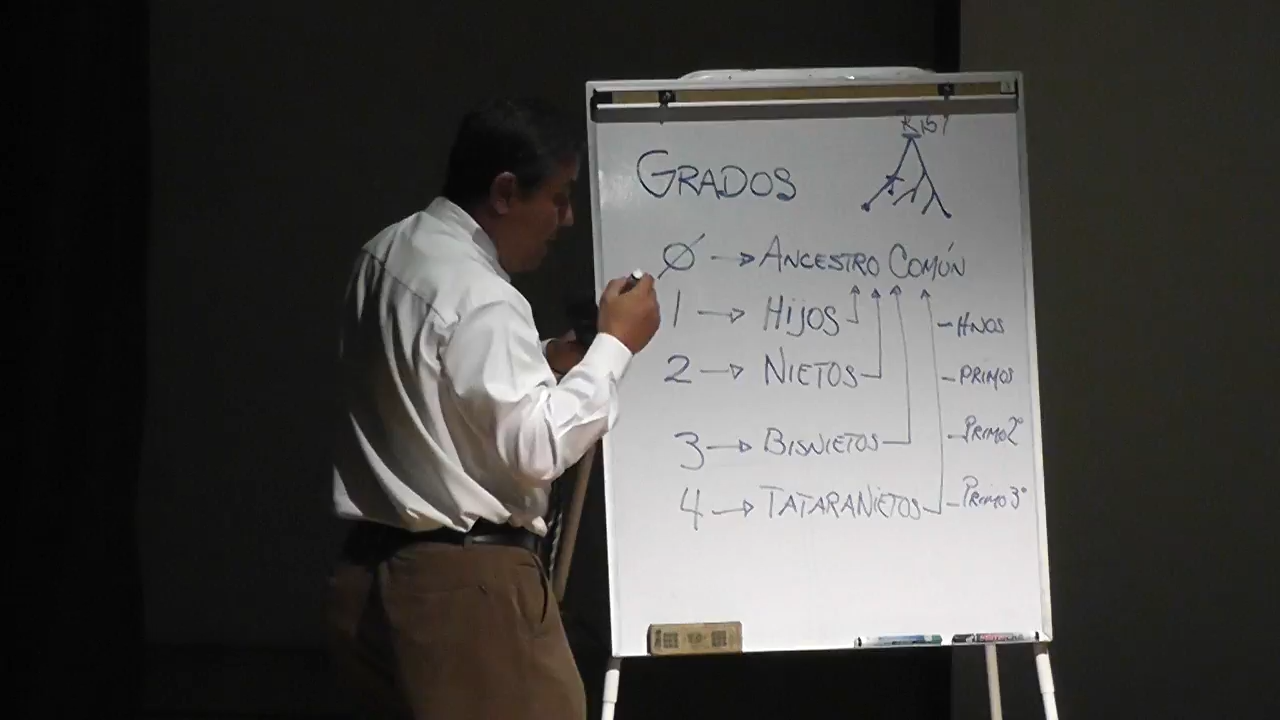 GRADOS
Ø → ANCESTRO COMÚN
1 → HIJOS - HNOS
2 → NIETOS - PRIMOS
3 → BISNIETOS - PRIMO 2°
4 → TATARANIETOS - PRIMO 3°